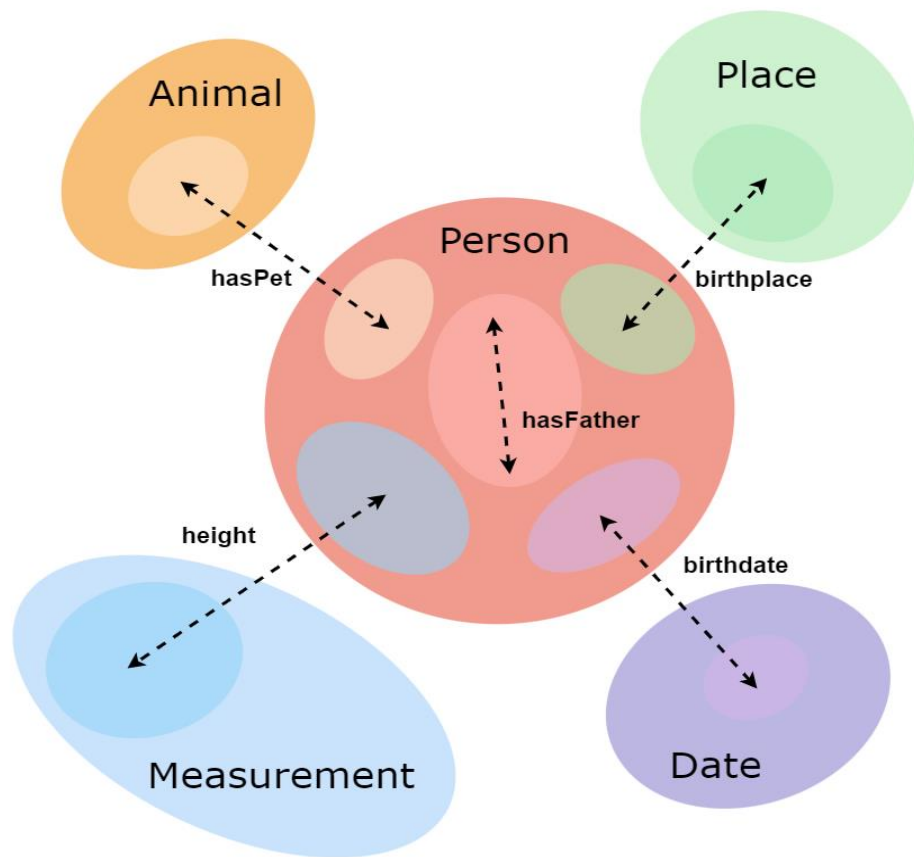 Animal
Place
Person
hasPet
birthplace
hasFather
height
birthdate
Measurement
Date